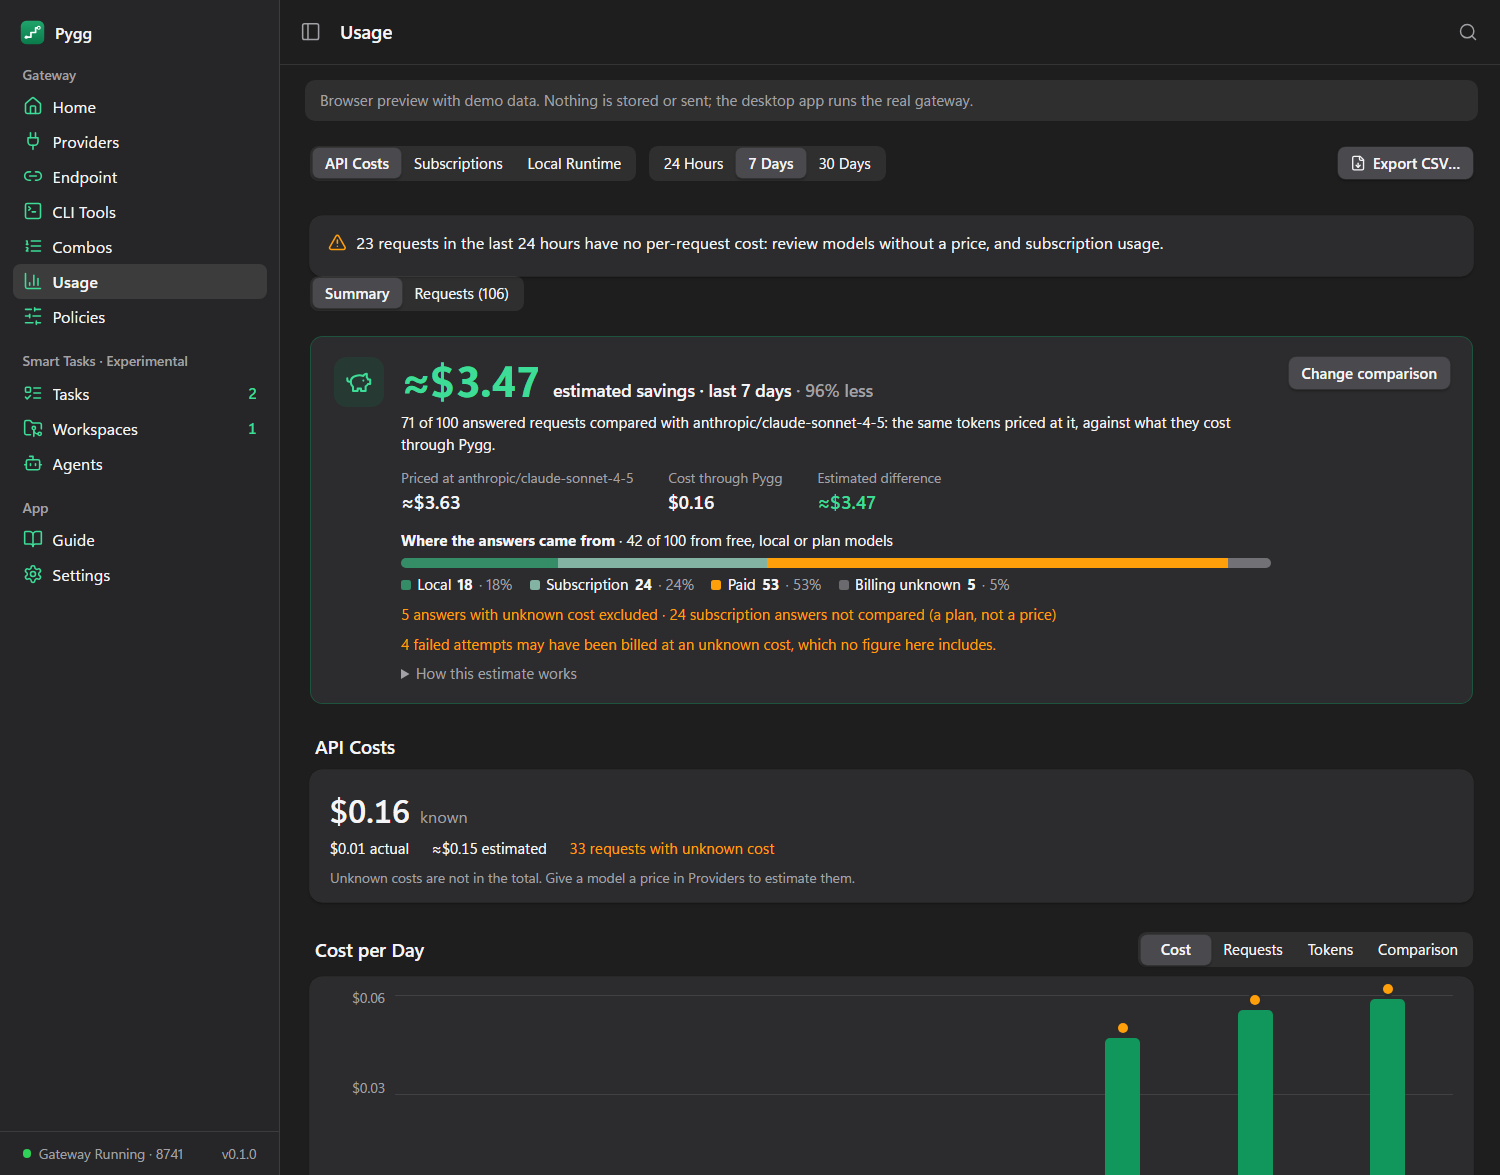 Pygg
Gateway
Home
Providers
Endpoint
CLI Tools
Combos
Usage
Policies
Smart Tasks · Experimental
Tasks 2
Workspaces 1
Agents
App
Guide
Settings
Gateway Running · 8741 v0.1.0
Usage
Browser preview with demo data. Nothing is stored or sent; the desktop app runs the real gateway.
API Costs Subscriptions Local Runtime 24 Hours 7 Days 30 Days Export CSV...
23 requests in the last 24 hours have no per-request cost: review models without a price, and subscription usage.
Summary Requests (106)
≈$3.47 estimated savings · last 7 days · 96% less Change comparison
71 of 100 answered requests compared with anthropic/claude-sonnet-4-5: the same tokens priced at it, against what they cost
through Pygg.
Priced at anthropic/claude-sonnet-4-5 Cost through Pygg Estimated difference
≈$3.63 $0.16 ≈$3.47
Where the answers came from · 42 of 100 from free, local or plan models
Local 18 · 18% Subscription 24 · 24% Paid 53 · 53% Billing unknown 5 · 5%
5 answers with unknown cost excluded · 24 subscription answers not compared (a plan, not a price)
4 failed attempts may have been billed at an unknown cost, which no figure here includes.
How this estimate works
API Costs
$0.16 known
$0.01 actual ≈$0.15 estimated 33 requests with unknown cost
Unknown costs are not in the total. Give a model a price in Providers to estimate them.
Cost per Day Cost Requests Tokens Comparison
$0.06
$0.03